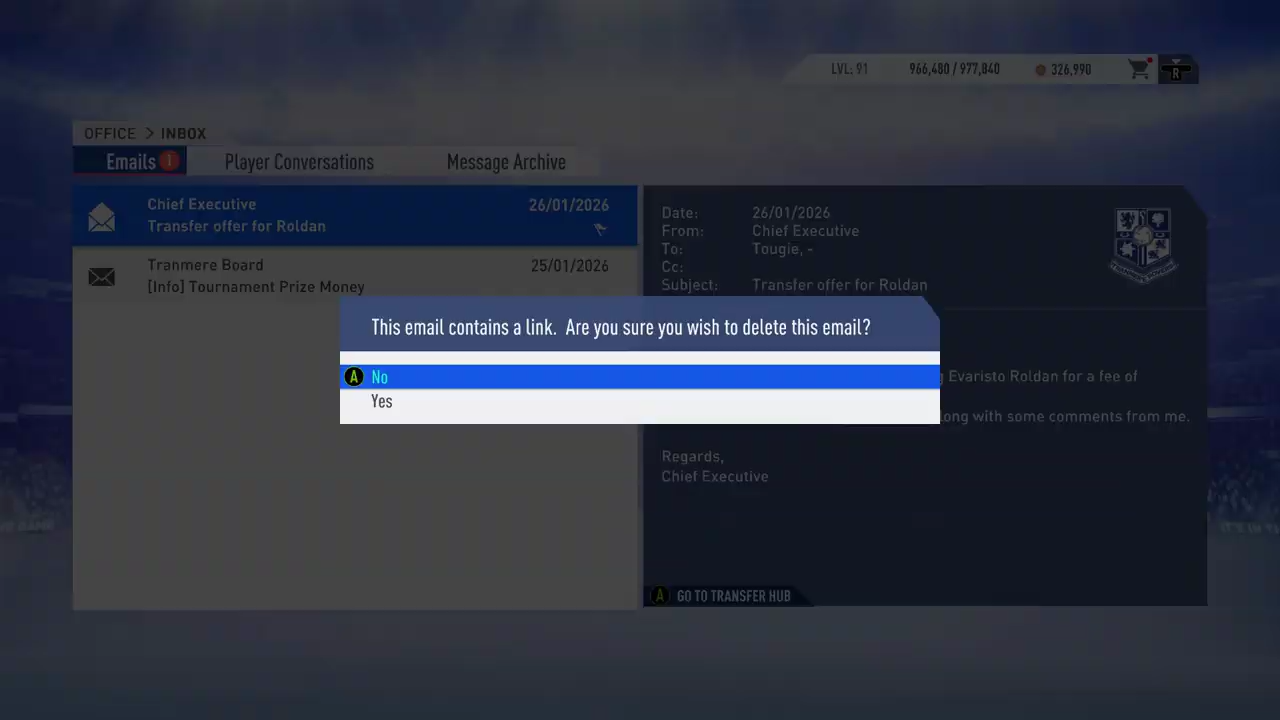 LVL: 91 966,480 / 977,840 326,990 R
OFFICE > INBOX
Emails 1 Player Conversations Message Archive
Chief Executive 26/01/2026
Transfer offer for Roldan
Tranmere Board 25/01/2026
[Info] Tournament Prize Money
Date: 26/01/2026
From: Chief Executive
To: Tougie, -
Cc:
Subject: Transfer offer for Roldan
This email contains a link. Are you sure you wish to delete this email?
A No
Yes
Evaristo Roldan for a fee of
with some comments from me.
Regards,
Chief Executive
A GO TO TRANSFER HUB